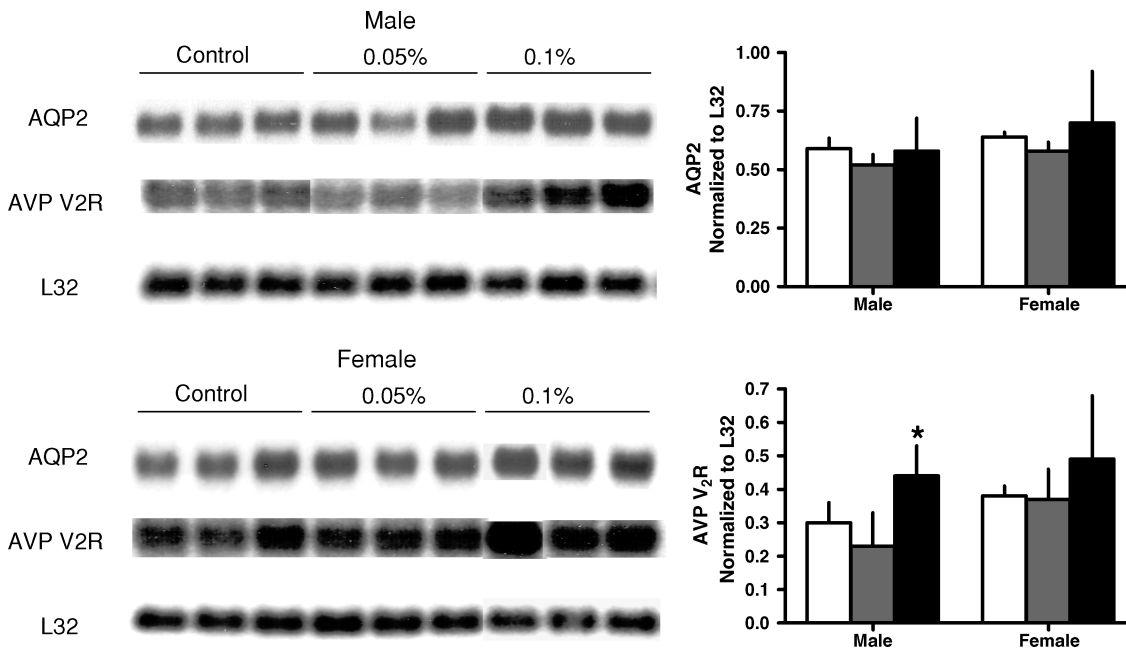 Male
Control 0.05% 0.1%
AQP2
AVP V2R
L32
1.00
0.75
0.50
0.25
0.00
AQP2
Normalized to L32
Male Female
Female
Control 0.05% 0.1%
AQP2
AVP V2R
L32
0.7
0.6
0.5
0.4
0.3
0.2
0.1
0.0
AVP V₂R
Normalized to L32
*
Male Female